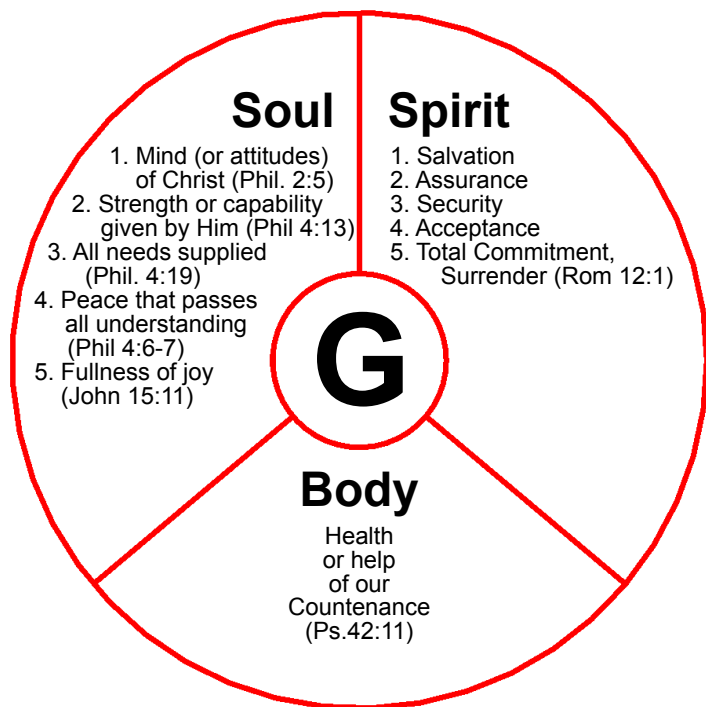 Soul
1. Mind (or attitudes)
of Christ (Phil. 2:5)
2. Strength or capability
given by Him (Phil 4:13)
3. All needs supplied
(Phil. 4:19)
4. Peace that passes
all understanding
(Phil 4:6-7)
5. Fullness of joy
(John 15:11)
Spirit
1. Salvation
2. Assurance
3. Security
4. Acceptance
5. Total Commitment,
Surrender (Rom 12:1)
G
Body
Health
or help
of our
Countenance
(Ps.42:11)